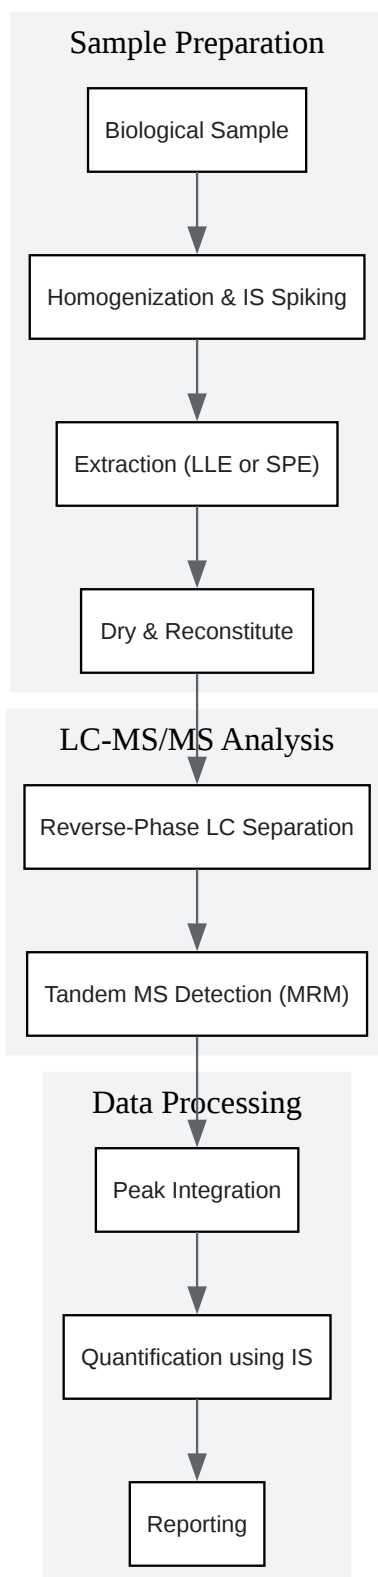 Sample Preparation
Biological Sample
Homogenization & IS Spiking
Extraction (LLE or SPE)
Dry & Reconstitute
LC-MS/MS Analysis
Reverse-Phase LC Separation
Tandem MS Detection (MRM)
Data Processing
Peak Integration
Quantification using IS
Reporting